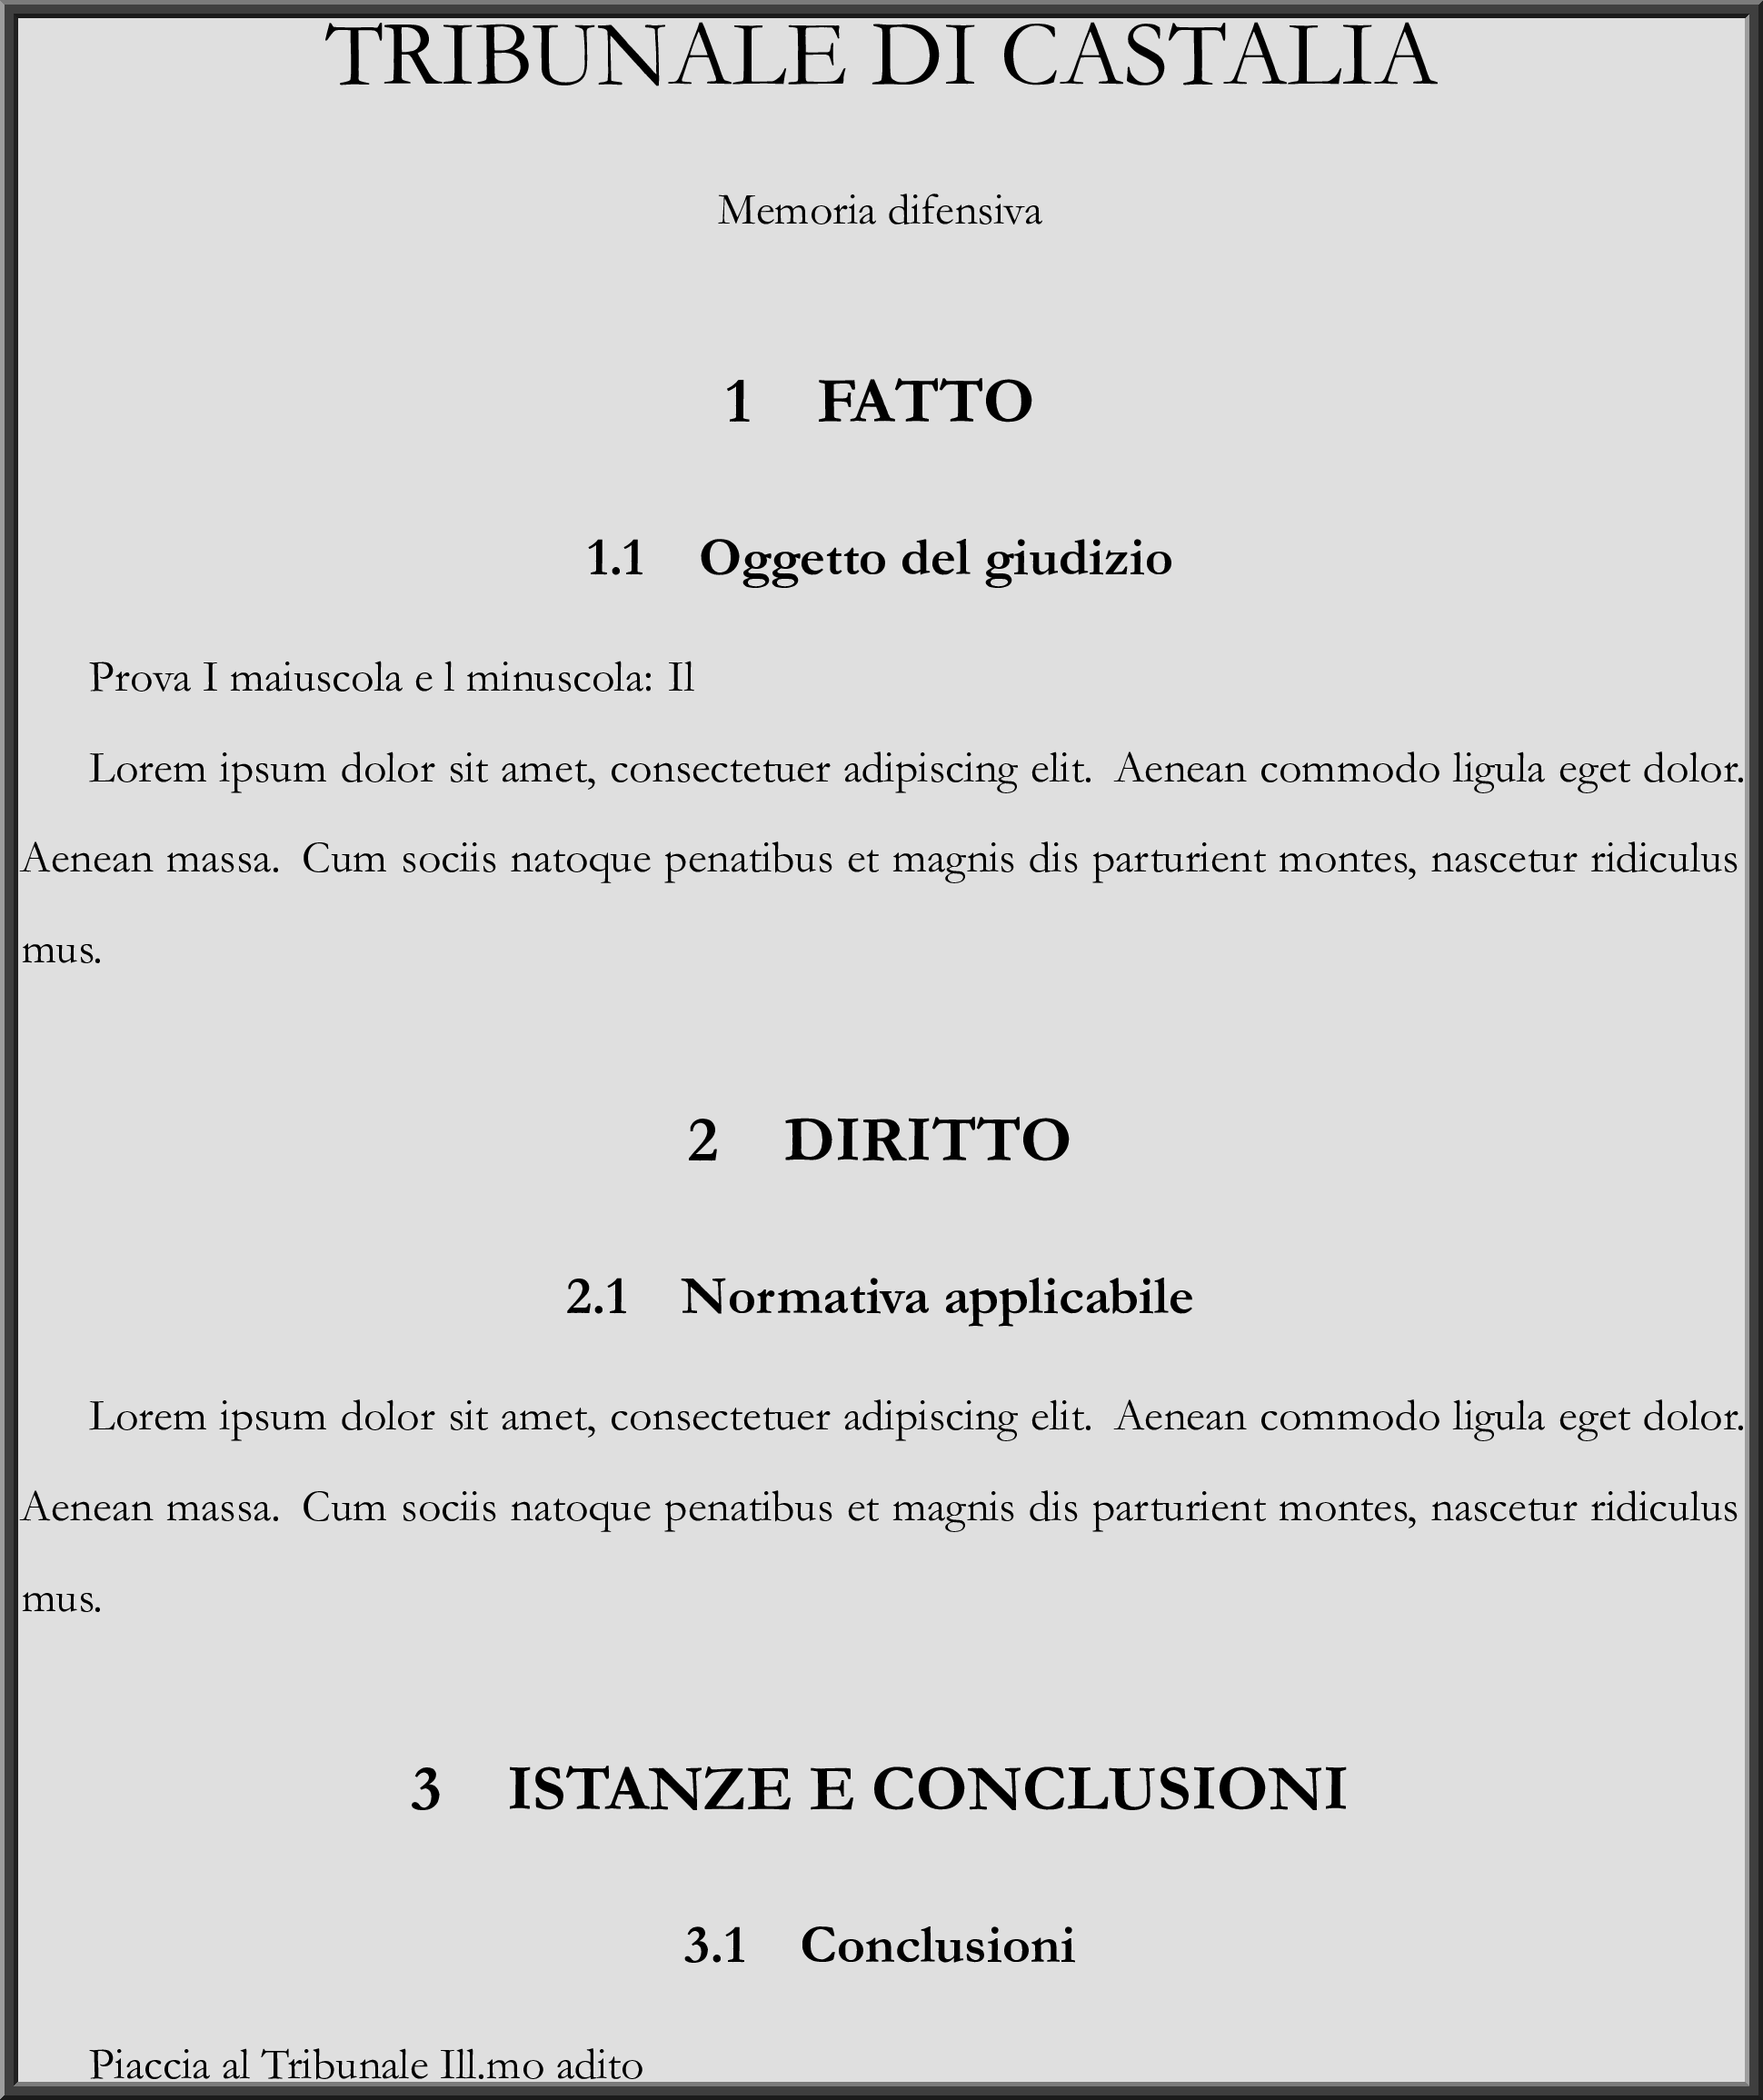 TRIBUNALE DI CASTALIA
Memoria difensiva
1 FATTO
1.1 Oggetto del giudizio
Prova I maiuscola e l minuscola: Il
Lorem ipsum dolor sit amet, consectetuer adipiscing elit. Aenean commodo ligula eget dolor.
Aenean massa. Cum sociis natoque penatibus et magnis dis parturient montes, nascetur ridiculus
mus.
2 DIRITTO
2.1 Normativa applicabile
Lorem ipsum dolor sit amet, consectetuer adipiscing elit. Aenean commodo ligula eget dolor.
Aenean massa. Cum sociis natoque penatibus et magnis dis parturient montes, nascetur ridiculus
mus.
3 ISTANZE E CONCLUSIONI
3.1 Conclusioni
Piaccia al Tribunale Ill.mo adito